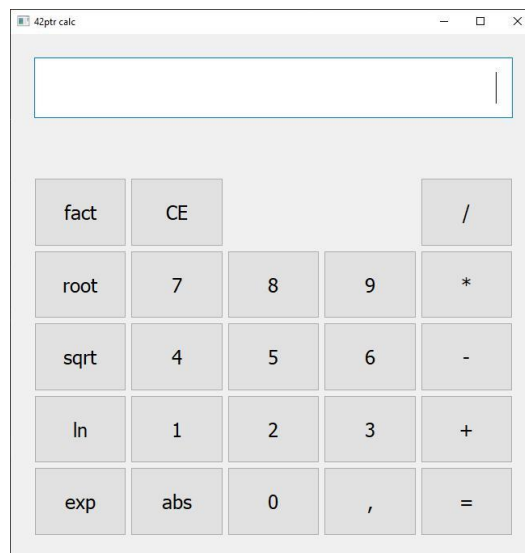 42ptr calc
fact CE /
root 7 8 9 *
sqrt 4 5 6 -
ln 1 2 3 +
exp abs 0 , =